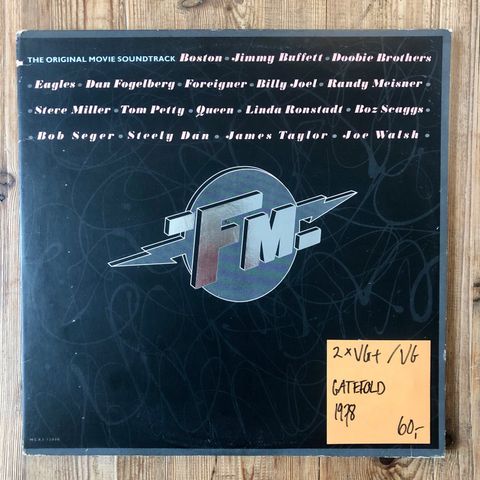 THE ORIGINAL MOVIE SOUNDTRACK Boston • Jimmy Buffett • Doobie Brothers
• Eagles • Dan Fogelberg • Foreigner • Billy Joel • Randy Meisner •
Steve Miller • Tom Petty • Queen • Linda Ronstadt • Boz Scaggs
• Bob Seger • Steely Dan • James Taylor • Joe Walsh •
FM
2×VG+/VG
GATEFOLD
1978
60,-